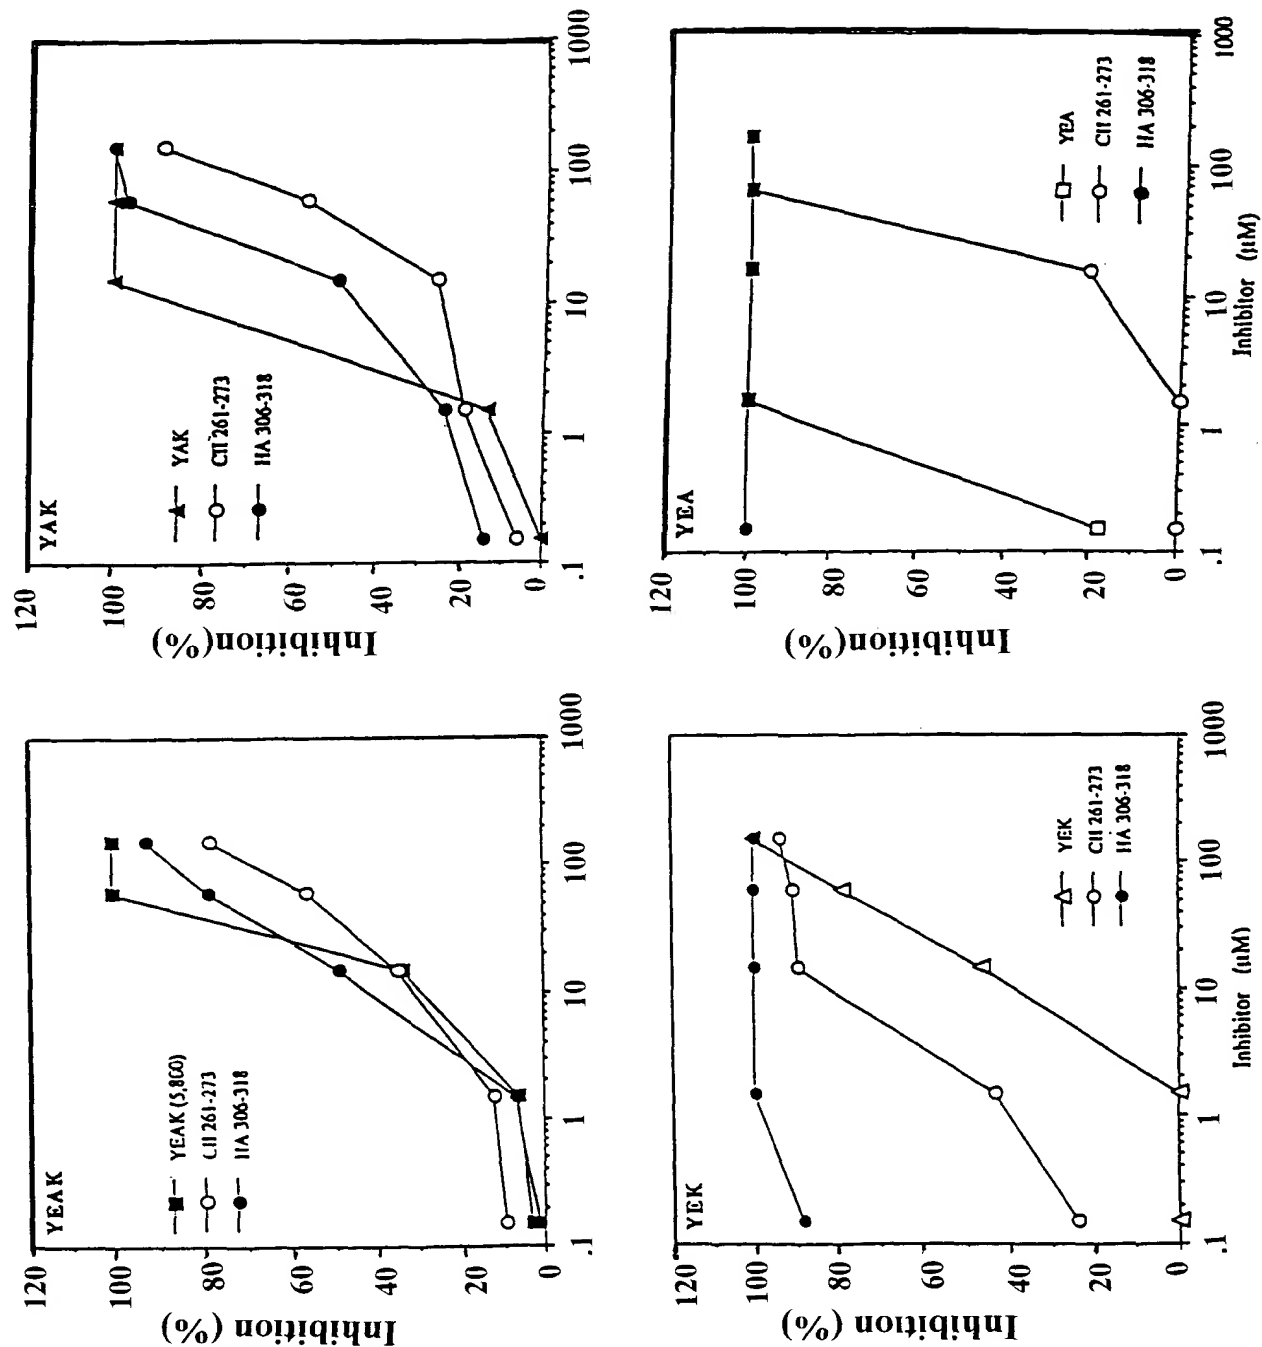 YEAK
YEAK (5,800)
CII 261-273
HA 306-318
Inhibition (%)
120
100
80
60
40
20
0
.1 1 10 100 1000
YAK
YAK
CII 261-273
HA 306-318
Inhibition(%)
120
100
80
60
40
20
0
.1 1 10 100 1000
YEK
YEK
CII 261-273
HA 306-318
Inhibition (%)
120
100
80
60
40
20
0
.1 1 10 100 1000
Inhibitor (μM)
YEA
YEA
CII 261-273
HA 306-318
Inhibition(%)
120
100
80
60
40
20
0
.1 1 10 100 1000
Inhibitor (μM)